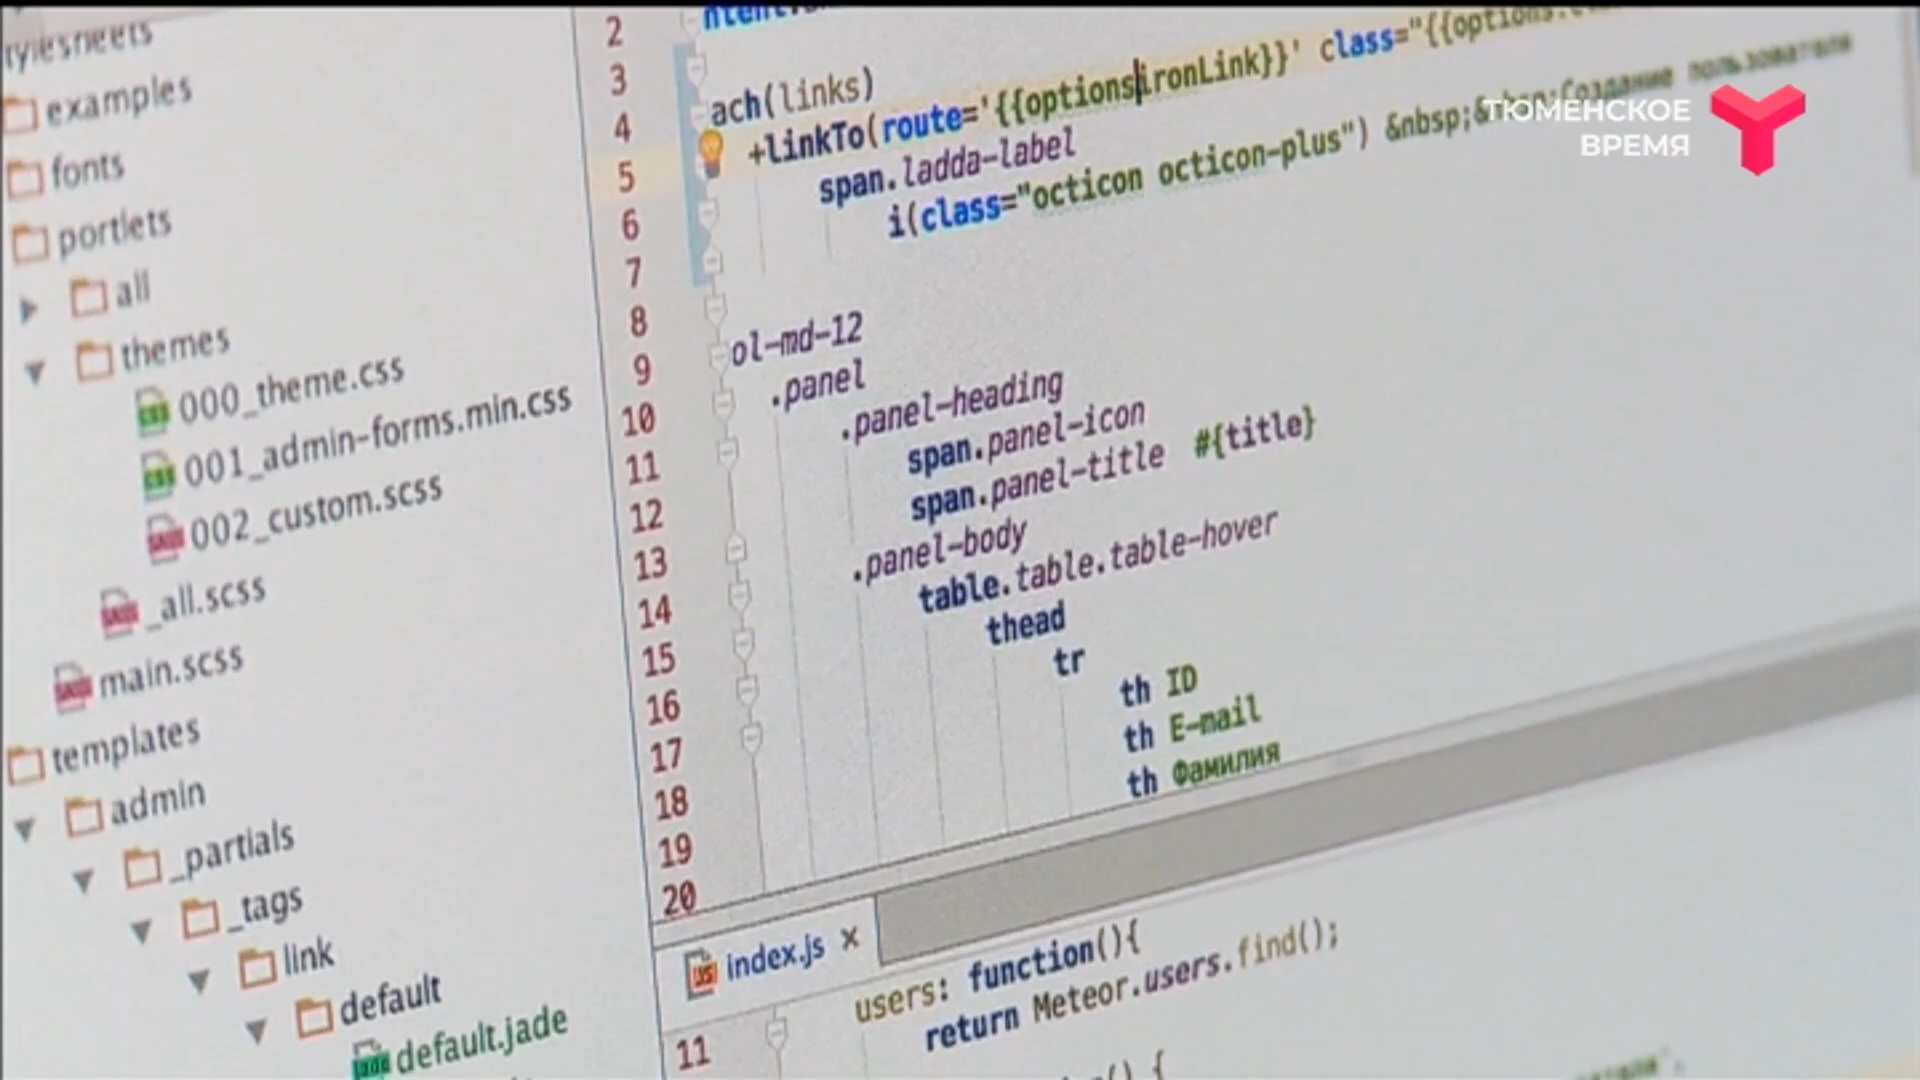 examples
fonts
portlets
all
themes
000_theme.css
001_admin-forms.min.css
002_custom.scss
_all.scss
main.scss
templates
admin
_partials
_tags
link
default
default.jade
2
3
4 ach(links)
5 +linkTo(route='{{optionsironLink}}' class="{{options.
6 span.ladda-label
7 i(class="octicon octicon-plus") &nbsp;&nbsp;Создание пользователя
8
9 ol-md-12
10 .panel
11 .panel-heading
12 span.panel-icon
13 span.panel-title #{title}
14 .panel-body
15 table.table.table-hover
16 thead
17 tr
18 th ID
19 th E-mail
20 th Фамилия
index.js ×
users: function(){
11 return Meteor.users.find();
ТЮМЕНСКОЕ
ВРЕМЯ